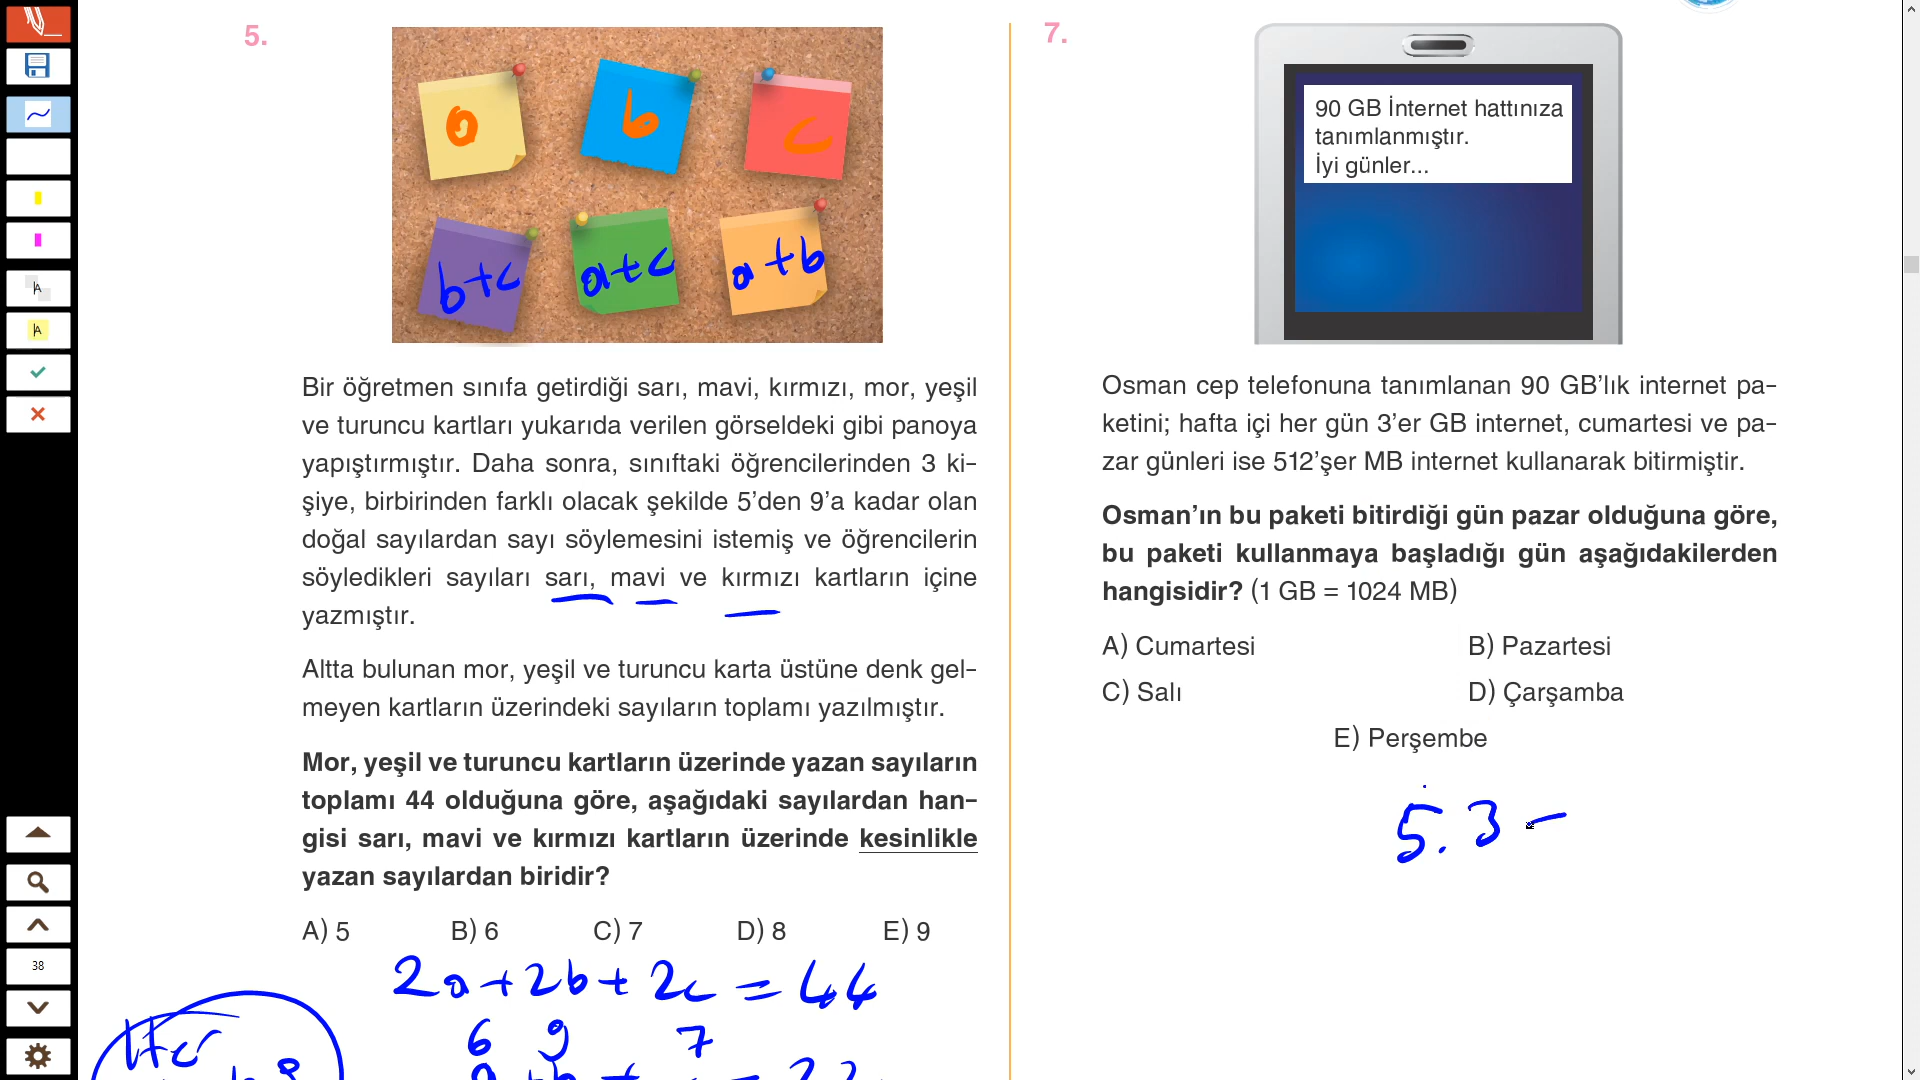 5.
a
b
c
b+c
a+c
a+b
Bir öğretmen sınıfa getirdiği sarı, mavi, kırmızı, mor, yeşil
ve turuncu kartları yukarıda verilen görseldeki gibi panoya
yapıştırmıştır. Daha sonra, sınıftaki öğrencilerinden 3 ki-
şiye, birbirinden farklı olacak şekilde 5’den 9’a kadar olan
doğal sayılardan sayı söylemesini istemiş ve öğrencilerin
söyledikleri sayıları sarı, mavi ve kırmızı kartların içine
yazmıştır.
Altta bulunan mor, yeşil ve turuncu karta üstüne denk gel-
meyen kartların üzerindeki sayıların toplamı yazılmıştır.
Mor, yeşil ve turuncu kartların üzerinde yazan sayıların
toplamı 44 olduğuna göre, aşağıdaki sayılardan han-
gisi sarı, mavi ve kırmızı kartların üzerinde kesinlikle
yazan sayılardan biridir?
A) 5 B) 6 C) 7 D) 8 E) 9
2a+2b+2c=44
6 9 7
7.
90 GB İnternet hattınıza
tanımlanmıştır.
İyi günler...
Osman cep telefonuna tanımlanan 90 GB’lık internet pa-
ketini; hafta içi her gün 3’er GB internet, cumartesi ve pa-
zar günleri ise 512’şer MB internet kullanarak bitirmiştir.
Osman’ın bu paketi bitirdiği gün pazar olduğuna göre,
bu paketi kullanmaya başladığı gün aşağıdakilerden
hangisidir? (1 GB = 1024 MB)
A) Cumartesi B) Pazartesi
C) Salı D) Çarşamba
E) Perşembe
5.3
A
A
38